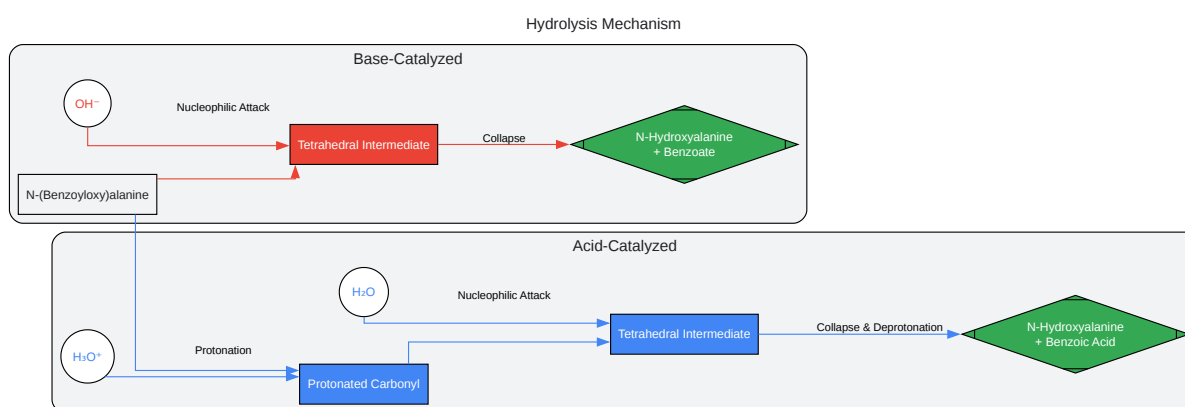 Hydrolysis Mechanism
Base-Catalyzed
OH⁻
Nucleophilic Attack
Tetrahedral Intermediate
Collapse
N-Hydroxyalanine
+ Benzoate
N-(Benzoyloxy)alanine
Acid-Catalyzed
H₂O
Nucleophilic Attack
Tetrahedral Intermediate
Collapse & Deprotonation
N-Hydroxyalanine
+ Benzoic Acid
H₃O⁺
Protonation
Protonated Carbonyl